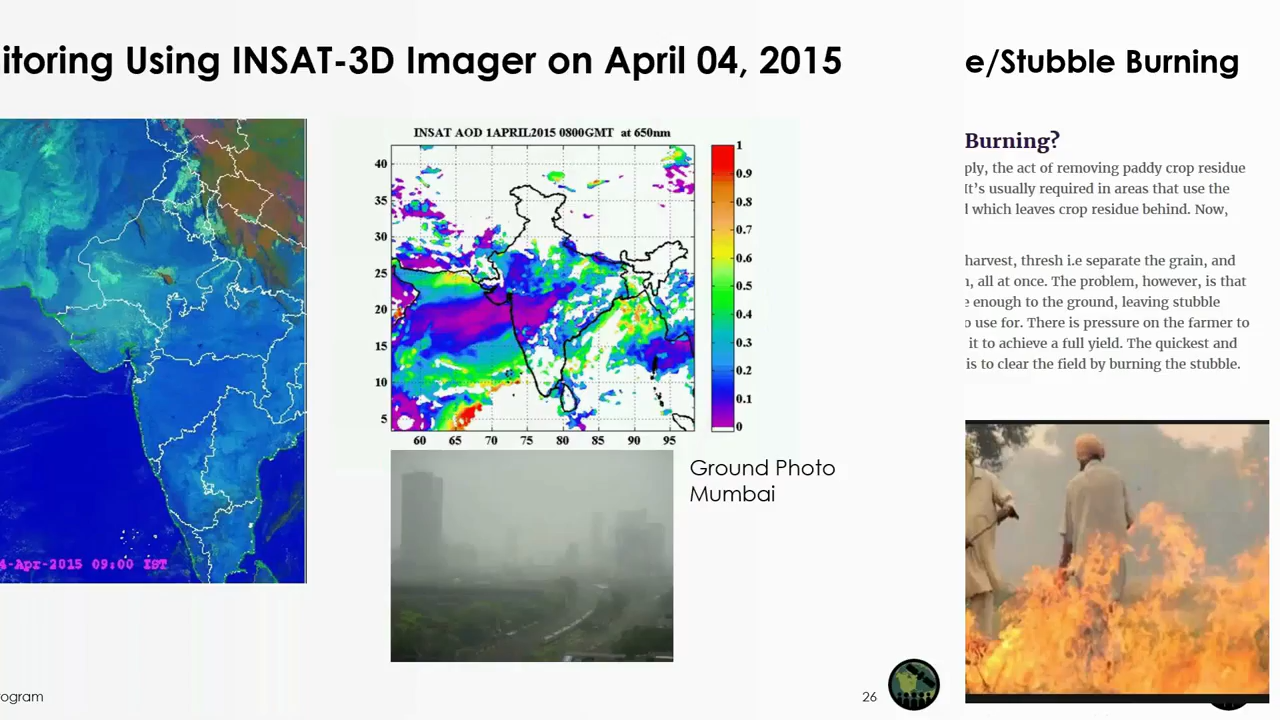 itoring Using INSAT-3D Imager on April 04, 2015
4-Apr-2015 09:00 IST
INSAT AOD 1APRIL2015 0800GMT at 650nm
40
35
30
25
20
15
10
5
60 65 70 75 80 85 90 95
1
0.9
0.8
0.7
0.6
0.5
0.4
0.3
0.2
0.1
0
Ground Photo
Mumbai
ogram
26
e/Stubble Burning
Burning?
ply, the act of removing paddy crop residue
It's usually required in areas that use the
l which leaves crop residue behind. Now,
harvest, thresh i.e separate the grain, and
, all at once. The problem, however, is that
e enough to the ground, leaving stubble
o use for. There is pressure on the farmer to
it to achieve a full yield. The quickest and
is to clear the field by burning the stubble.